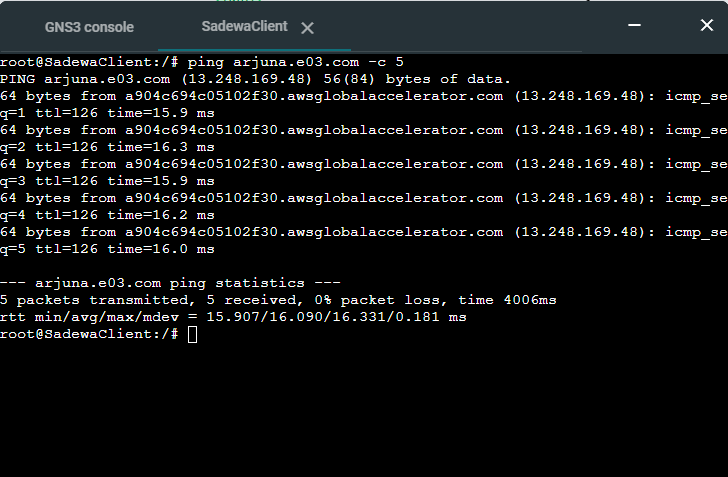 GNS3 console
SadewaClient
root@SadewaClient:/# ping arjuna.e03.com -c 5
PING arjuna.e03.com (13.248.169.48) 56(84) bytes of data.
64 bytes from a904c694c05102f30.awsglobalaccelerator.com (13.248.169.48): icmp_se
q=1 ttl=126 time=15.9 ms
64 bytes from a904c694c05102f30.awsglobalaccelerator.com (13.248.169.48): icmp_se
q=2 ttl=126 time=16.3 ms
64 bytes from a904c694c05102f30.awsglobalaccelerator.com (13.248.169.48): icmp_se
q=3 ttl=126 time=15.9 ms
64 bytes from a904c694c05102f30.awsglobalaccelerator.com (13.248.169.48): icmp_se
q=4 ttl=126 time=16.2 ms
64 bytes from a904c694c05102f30.awsglobalaccelerator.com (13.248.169.48): icmp_se
q=5 ttl=126 time=16.0 ms

--- arjuna.e03.com ping statistics ---
5 packets transmitted, 5 received, 0% packet loss, time 4006ms
rtt min/avg/max/mdev = 15.907/16.090/16.331/0.181 ms
root@SadewaClient:/#